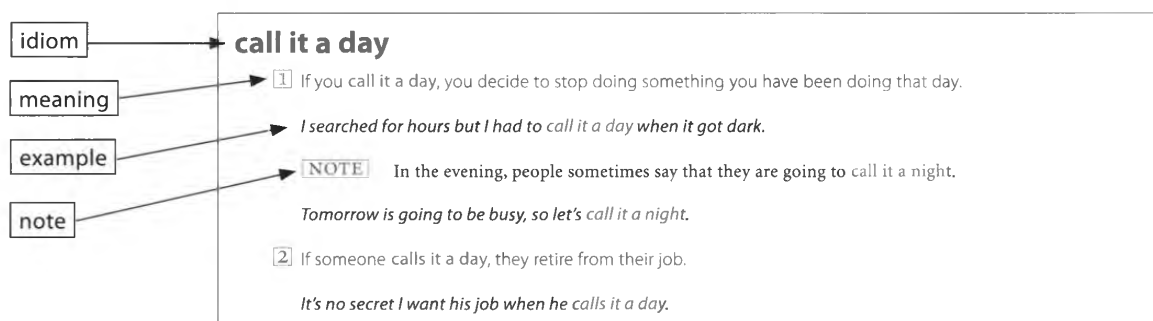 idiom
call it a day
meaning
1 If you call it a day, you decide to stop doing something you have been doing that day.
example
I searched for hours but I had to call it a day when it got dark.
note
NOTE In the evening, people sometimes say that they are going to call it a night.
Tomorrow is going to be busy, so let's call it a night.
2 If someone calls it a day, they retire from their job.
It's no secret I want his job when he calls it a day.